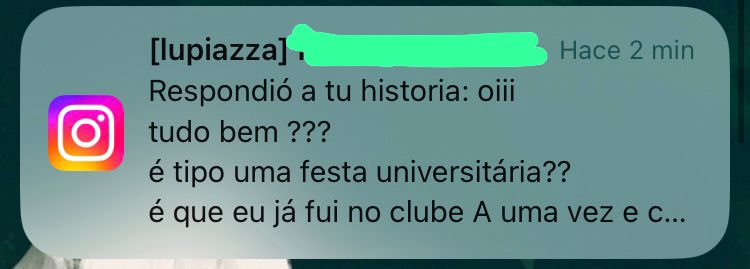 [lupiazza] Hace 2 min
Respondió a tu historia: oiii
tudo bem ???
é tipo uma festa universitária??
é que eu já fui no clube A uma vez e c...